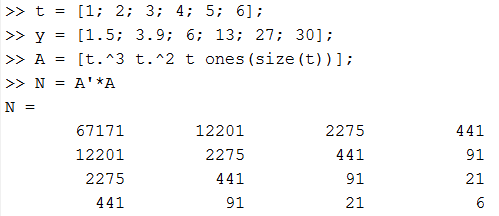 >> t = [1; 2; 3; 4; 5; 6];
>> y = [1.5; 3.9; 6; 13; 27; 30];
>> A = [t.^3 t.^2 t ones(size(t))];
>> N = A'*A
N =
67171 12201 2275 441
12201 2275 441 91
2275 441 91 21
441 91 21 6